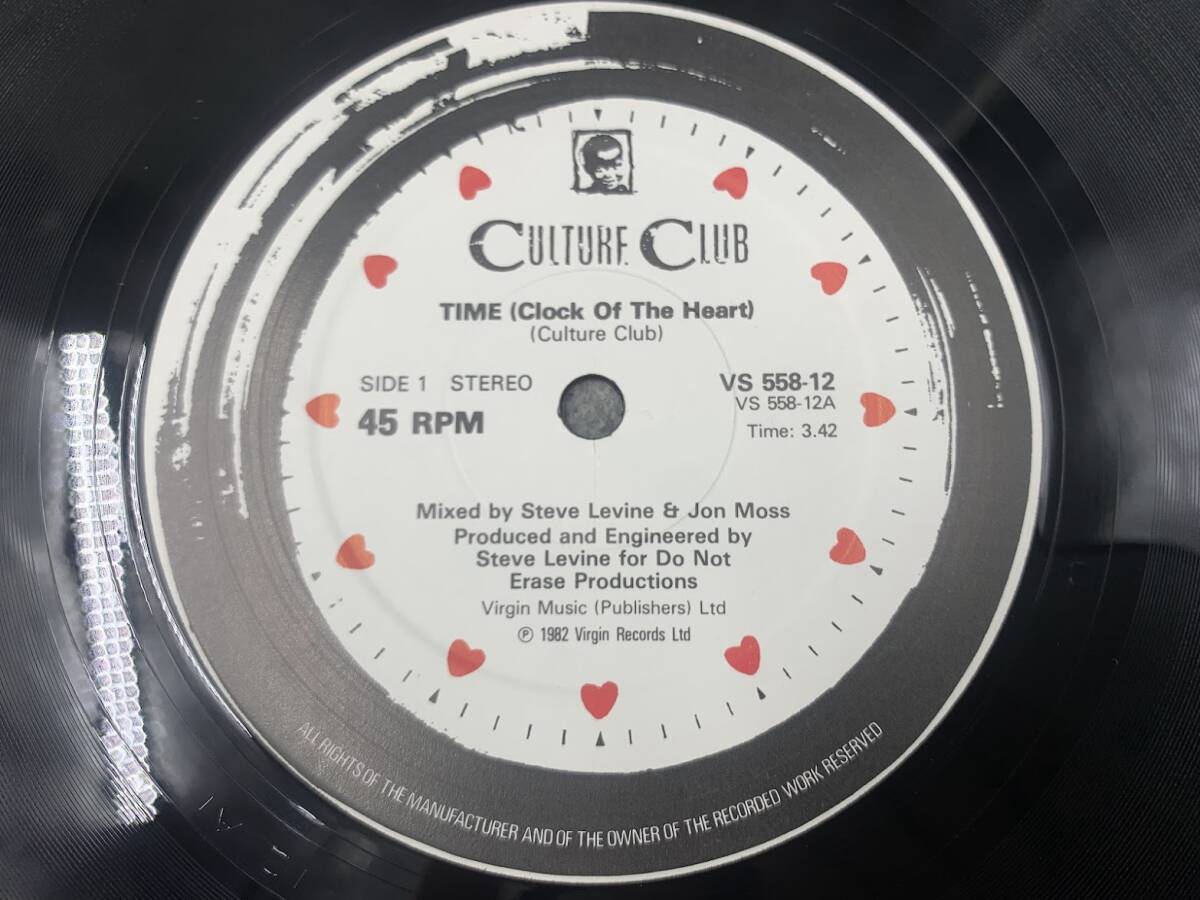 CULTURE CLUB
TIME (Clock Of The Heart)
(Culture Club)
SIDE 1 STEREO
45 RPM
VS 558-12
VS 558-12A
Time: 3.42
Mixed by Steve Levine & Jon Moss
Produced and Engineered by
Steve Levine for Do Not
Erase Productions
Virgin Music (Publishers) Ltd
℗ 1982 Virgin Records Ltd
ALL RIGHTS OF THE MANUFACTURER AND OF THE OWNER OF THE RECORDED WORK RESERVED